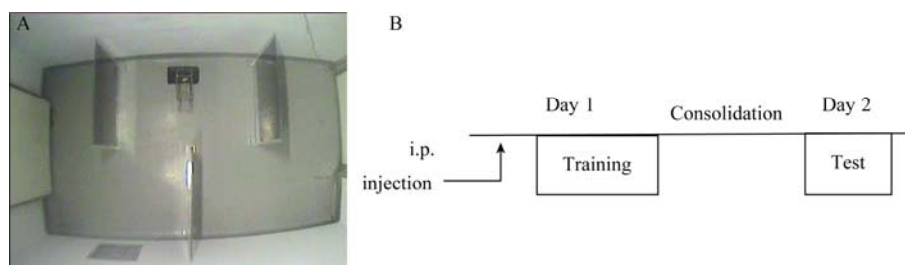 A
B
Day 1
Consolidation
Day 2
i.p.
injection
Training
Test